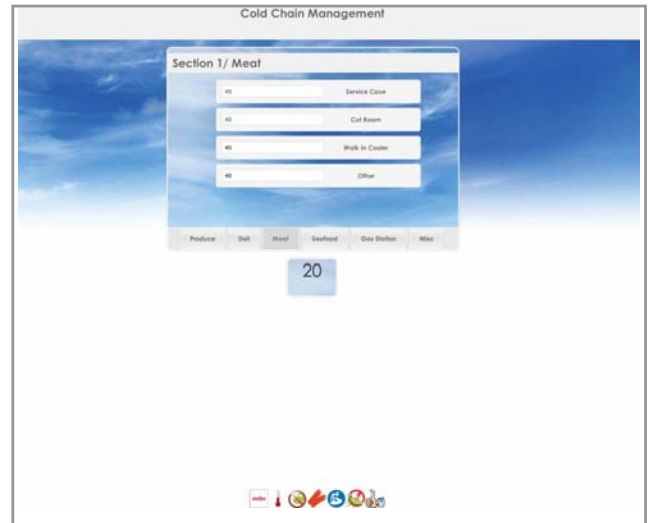 Cold Chain Management
Section 1/ Meat
40 Service Case
40 Cut Room
40 Walk in Cooler
40 Other
Produce Deli Meat Seafood Gas Station Misc
20